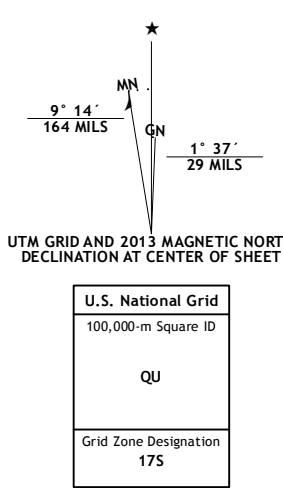 ★
MN
GN
9° 14´
164 MILS
1° 37´
29 MILS
UTM GRID AND 2013 MAGNETIC NORT
DECLINATION AT CENTER OF SHEET
U.S. National Grid
100,000-m Square ID
QU
Grid Zone Designation
17S